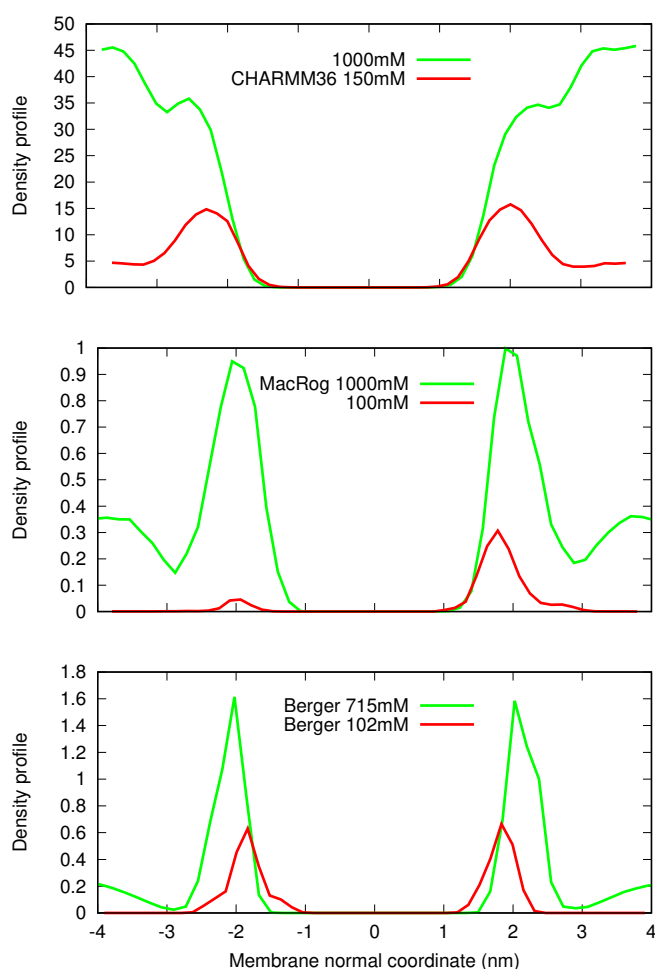 50
45
40
35
30
25
20
15
10
5
0
Density profile
1000mM
CHARMM36 150mM
1
0.9
0.8
0.7
0.6
0.5
0.4
0.3
0.2
0.1
0
Density profile
MacRog 1000mM
100mM
1.8
1.6
1.4
1.2
1
0.8
0.6
0.4
0.2
0
Density profile
Berger 715mM
Berger 102mM
-4 -3 -2 -1 0 1 2 3 4
Membrane normal coordinate (nm)